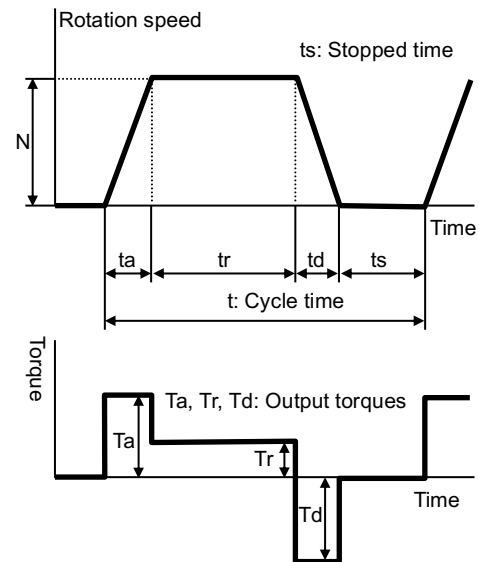 Rotation speed
ts: Stopped time
N
Time
ta
tr
td
ts
t: Cycle time
Torque
Ta, Tr, Td: Output torques
Ta
Tr
Td
Time